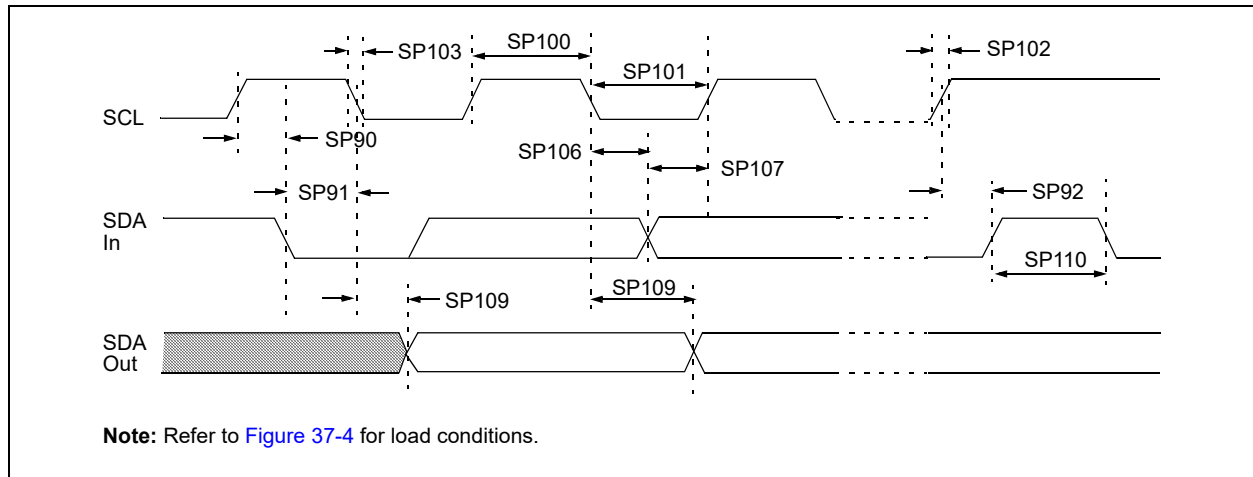 SP103
SP100
SP101
SP102
SCL
SP90
SP106
SP107
SP91
SP92
SDA
In
SP110
SP109
SP109
SDA
Out
Note: Refer to Figure 37-4 for load conditions.